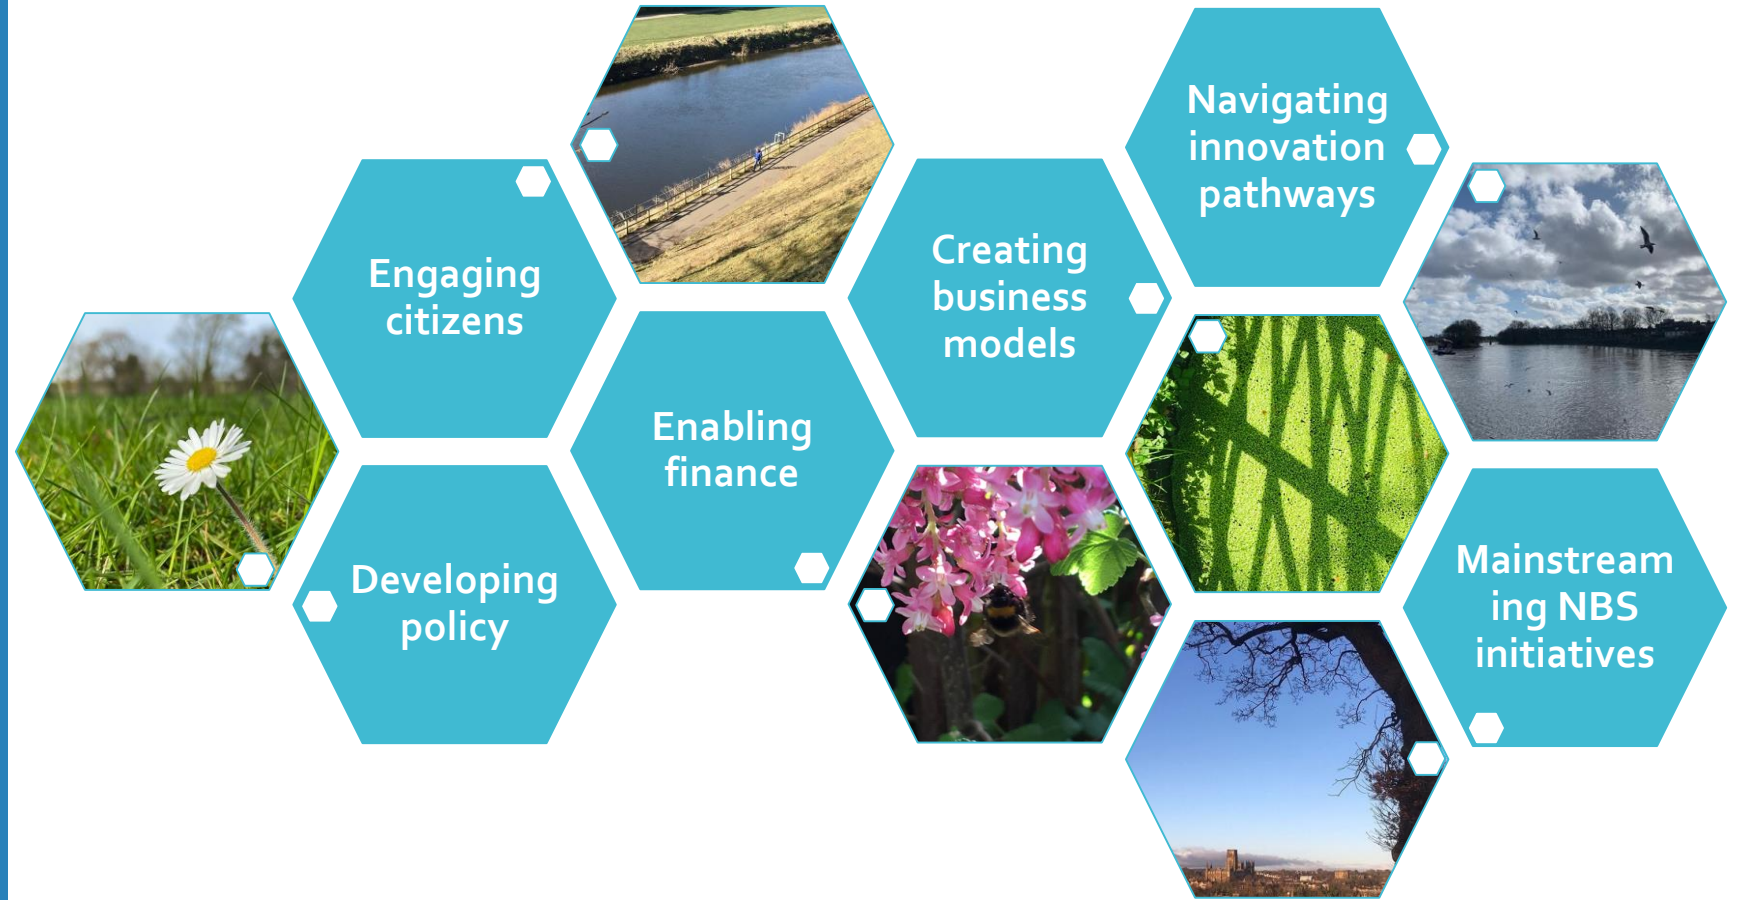 Engaging
citizens
Developing
policy
Enabling
finance
Creating
business
models
Navigating
innovation
pathways
Mainstream
ing NBS
initiatives